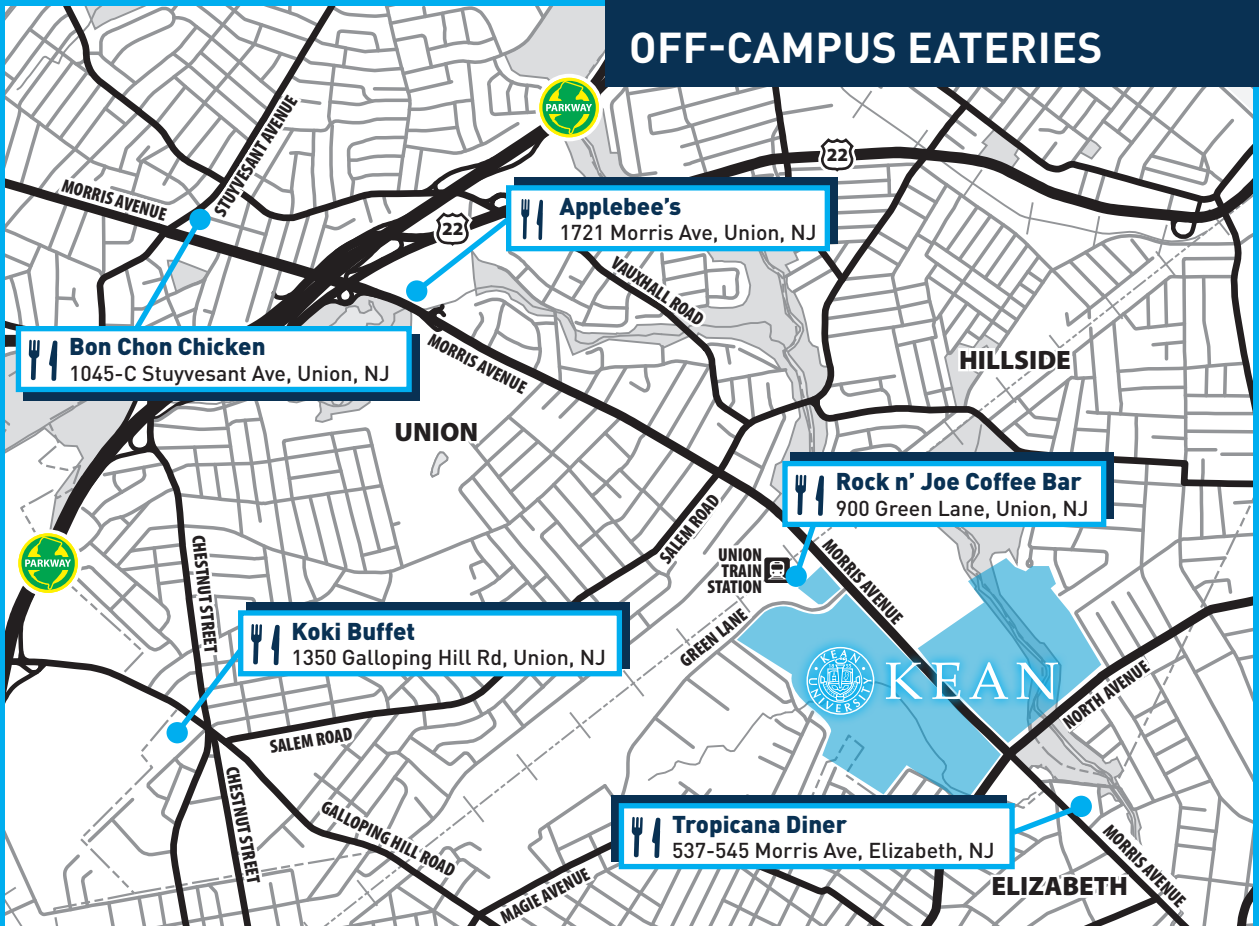 OFF-CAMPUS EATERIES
PARKWAY
STUYVESANT AVENUE
MORRIS AVENUE
22
22
Applebee's
1721 Morris Ave, Union, NJ
VAUXHALL ROAD
Bon Chon Chicken
1045-C Stuyvesant Ave, Union, NJ
MORRIS AVENUE
HILLSIDE
UNION
Rock n' Joe Coffee Bar
900 Green Lane, Union, NJ
SALEM ROAD
PARKWAY
CHESTNUT STREET
UNION
TRAIN
STATION
MORRIS AVENUE
GREEN LANE
Koki Buffet
1350 Galloping Hill Rd, Union, NJ
KEAN
UNIVERSITY
KEAN
NORTH AVENUE
SALEM ROAD
CHESTNUT STREET
GALLOPING HILL ROAD
Tropicana Diner
537-545 Morris Ave, Elizabeth, NJ
MORRIS AVENUE
ELIZABETH
MAGIE AVENUE